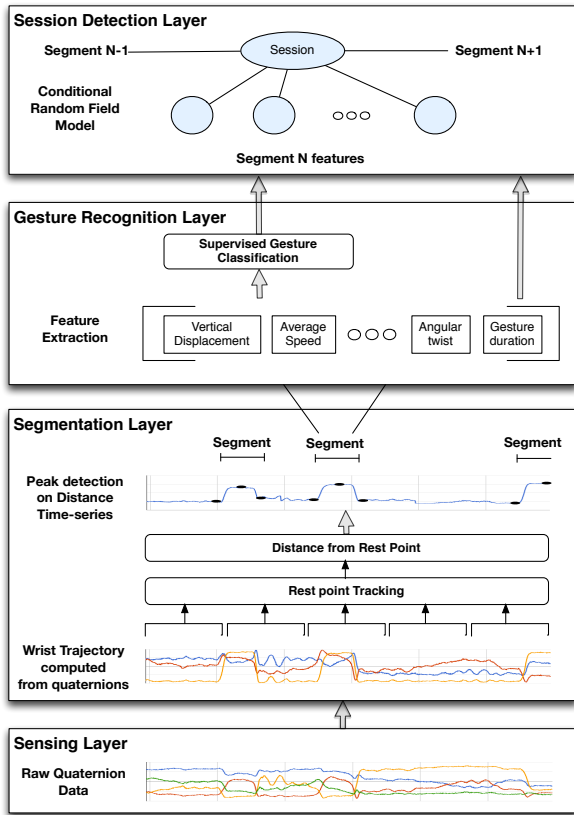 Session Detection Layer
Segment N-1
Session
Segment N+1
Conditional
Random Field
Model
Segment N features
Gesture Recognition Layer
Supervised Gesture
Classification
Feature
Extraction
Vertical
Displacement
Average
Speed
Angular
twist
Gesture
duration
Segmentation Layer
Segment
Segment
Segment
Peak detection
on Distance
Time-series
Distance from Rest Point
Rest point Tracking
Wrist Trajectory
computed
from quaternions
Sensing Layer
Raw Quaternion
Data